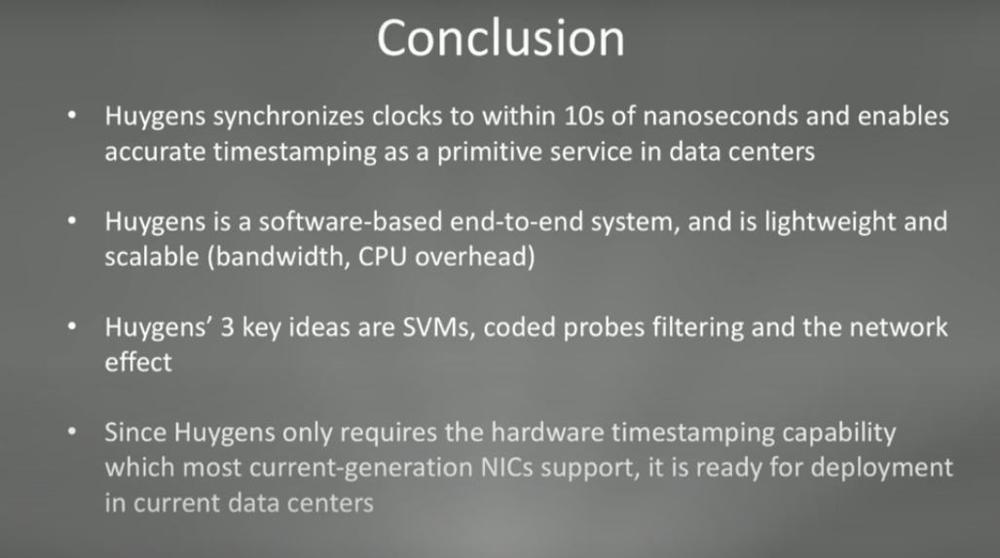 Conclusion
• Huygens synchronizes clocks to within 10s of nanoseconds and enables
accurate timestamping as a primitive service in data centers
• Huygens is a software-based end-to-end system, and is lightweight and
scalable (bandwidth, CPU overhead)
• Huygens’ 3 key ideas are SVMs, coded probes filtering and the network
effect
• Since Huygens only requires the hardware timestamping capability
which most current-generation NICs support, it is ready for deployment
in current data centers